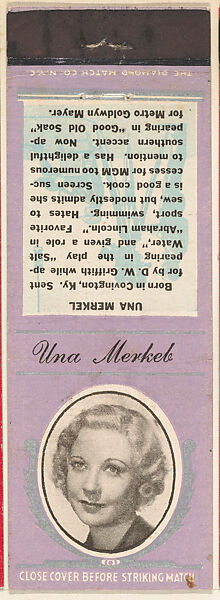 THE DIAMOND MATCH CO. N.Y.C.
UNA MERKEL
Born in Covington, Ky. Sent
for by D. W. Griffith while ap-
pearing in the play "Salt
Water," and given a role in
"Abraham Lincoln." Favorite
sport, swimming. Hates to
sew, but modestly admits she
is a good cook. Screen suc-
cesses for MGM too numerous
to mention. Has a delightful
southern accent. Now ap-
pearing in "Good Old Soak"
for Metro Goldwyn Mayer.
Una Merkel
CLOSE COVER BEFORE STRIKING MATCH